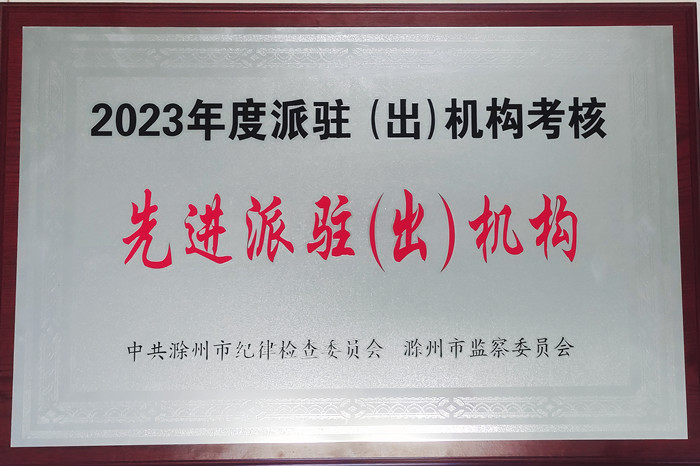 2023年度派驻（出）机构考核
先进派驻(出)机构
中共滁州市纪律检查委员会 滁州市监察委员会